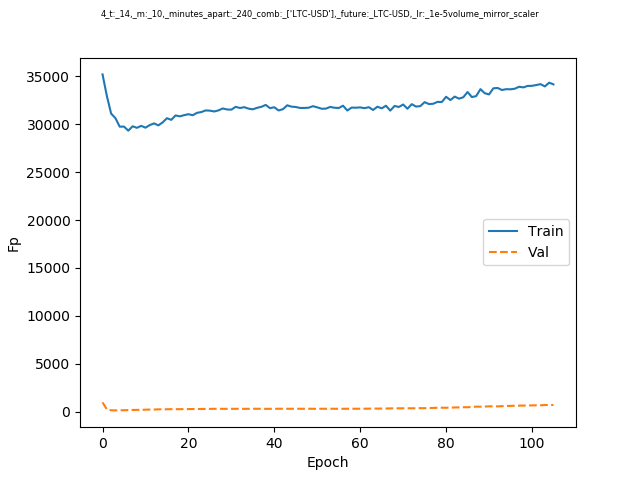 4_t:_14,_m:_10,_minutes_apart:_240_comb:_['LTC-USD'],_future:_LTC-USD,_lr:_1e-5volume_mirror_scaler
35000
30000
25000
20000
15000
10000
5000
0
Fp
Train
Val
0 20 40 60 80 100
Epoch